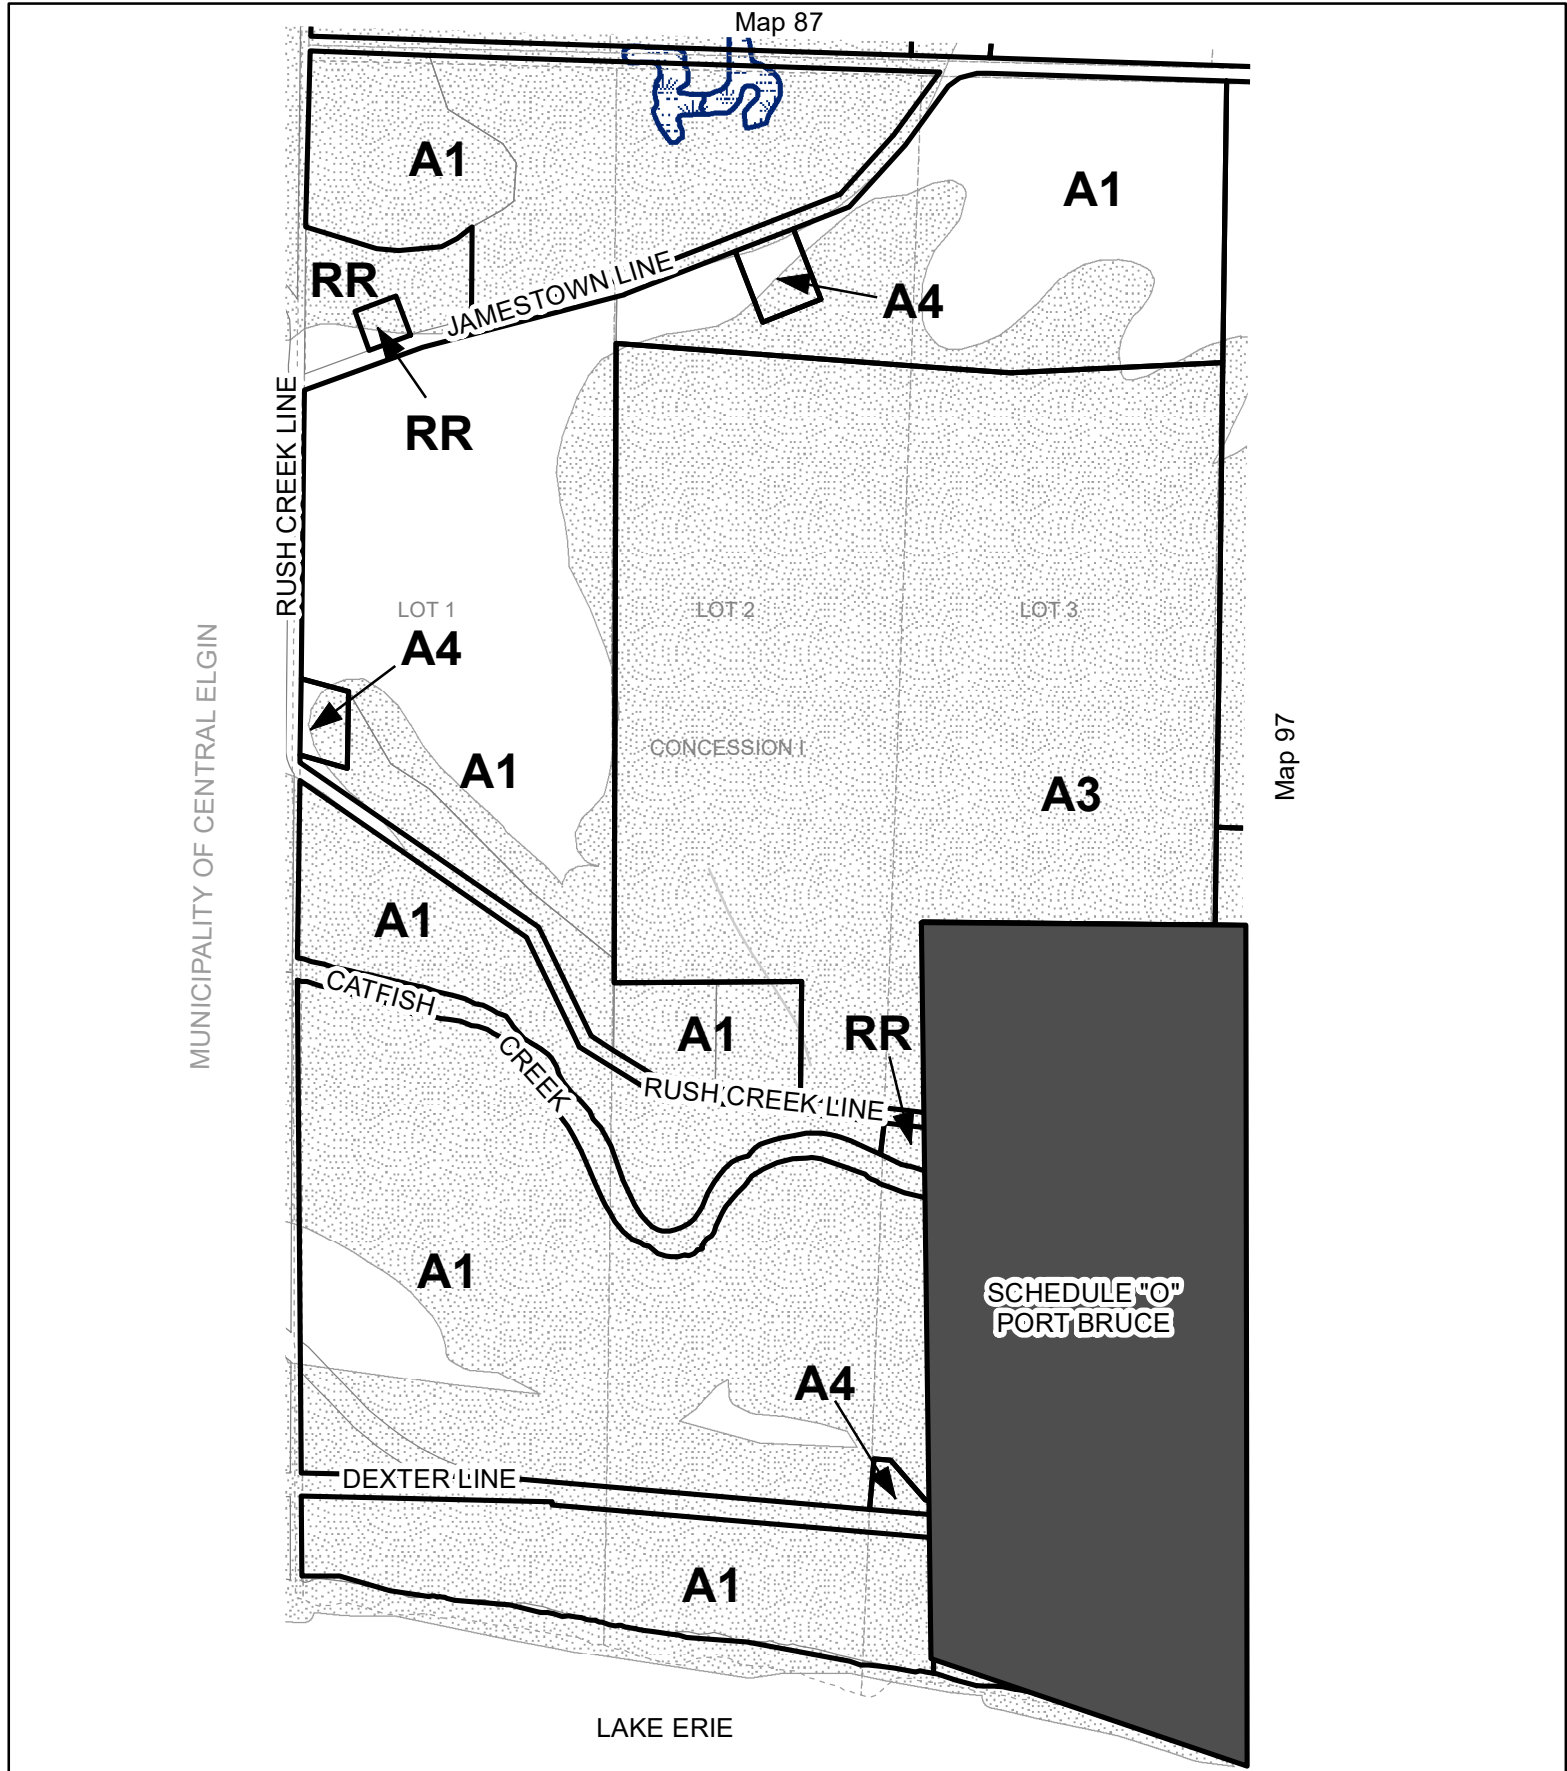 Map 87
A1
A1
RR
JAMESTOWN LINE
A4
RR
RUSH CREEK LINE
LOT 1
LOT 2
LOT 3
A4
MUNICIPALITY OF CENTRAL ELGIN
CONCESSION I
Map 97
A1
A3
A1
CATFISH
CREEK
A1
RR
RUSH CREEK LINE
A1
SCHEDULE "O"
PORT BRUCE
A4
DEXTER LINE
A1
LAKE ERIE